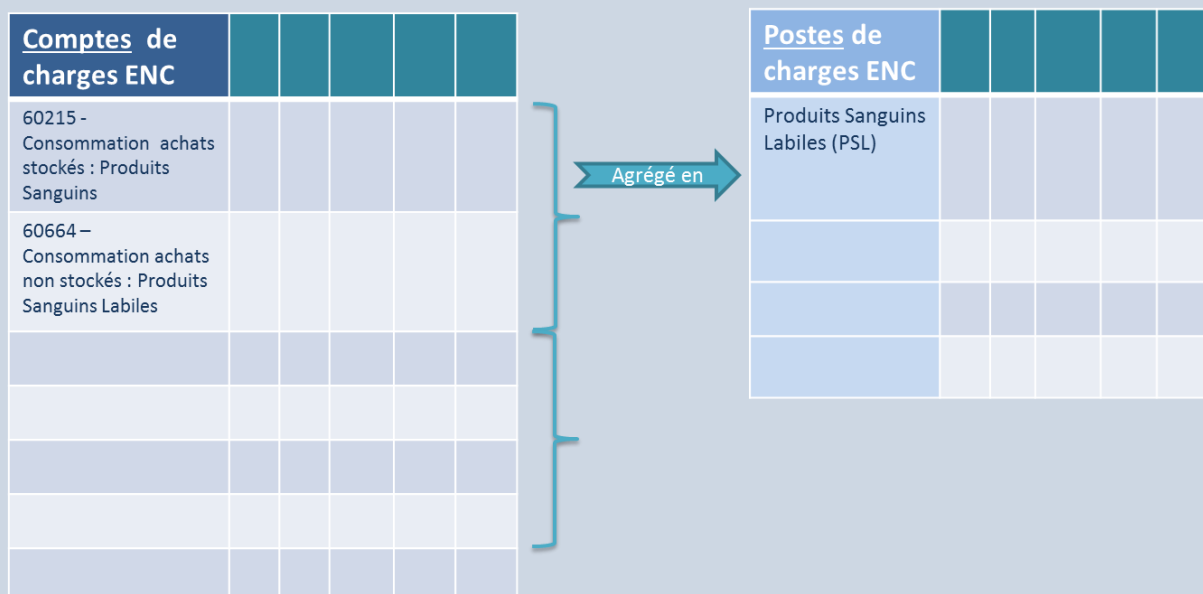 Comptes de
charges ENC
60215 -
Consommation achats
stockés : Produits
Sanguins
60664 –
Consommation achats
non stockés : Produits
Sanguins Labiles
Agrégé en
Postes de
charges ENC
Produits Sanguins
Labiles (PSL)